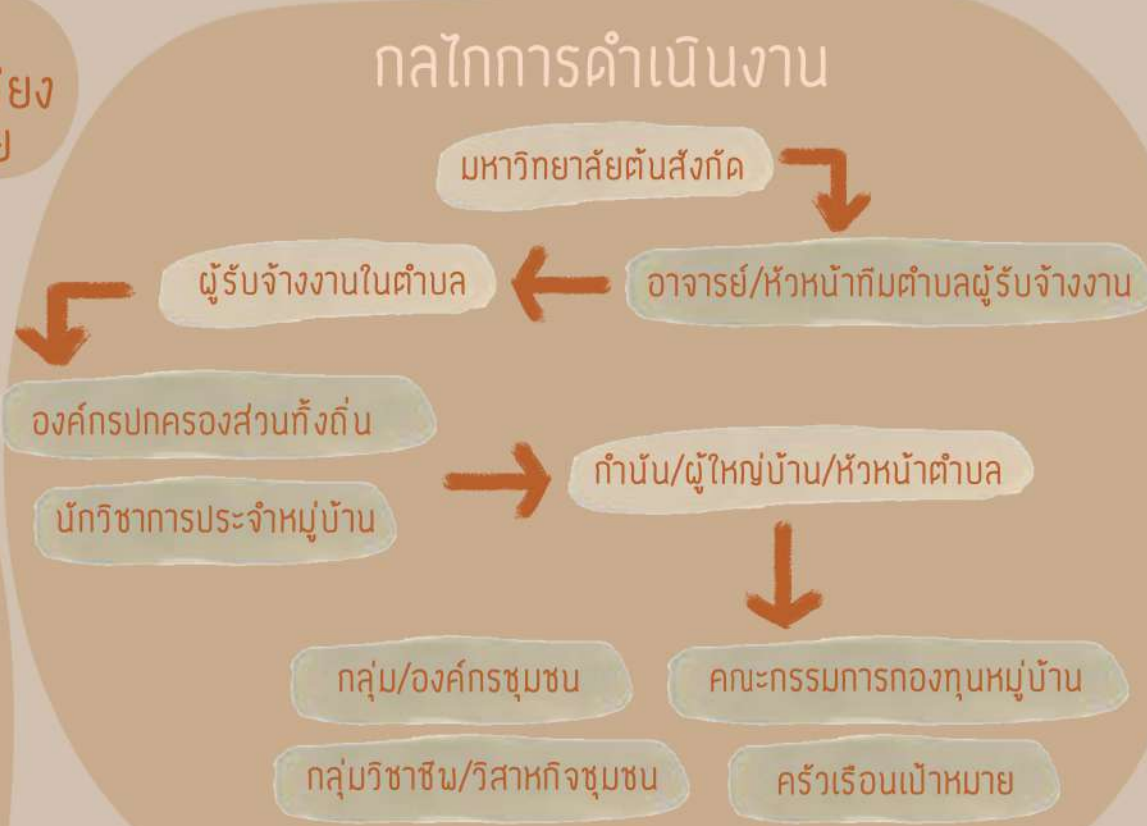 กลไกการดำเนินงาน
มหาวิทยาลัยต้นสังกัด
อาจารย์/หัวหน้าทีมตำบลผู้รับจ้างงาน
ผู้รับจ้างงานในตำบล
องค์กรปกครองส่วนทิ้งถิ่น
นักวิชาการประจำหมู่บ้าน
กำนัน/ผู้ใหญ่บ้าน/หัวหน้าตำบล
กลุ่ม/องค์กรชุมชน
คณะกรรมการกองทุนหมู่บ้าน
กลุ่มวิชาชีพ/วิสาหกิจชุมชน
ครัวเรือนเป้าหมาย